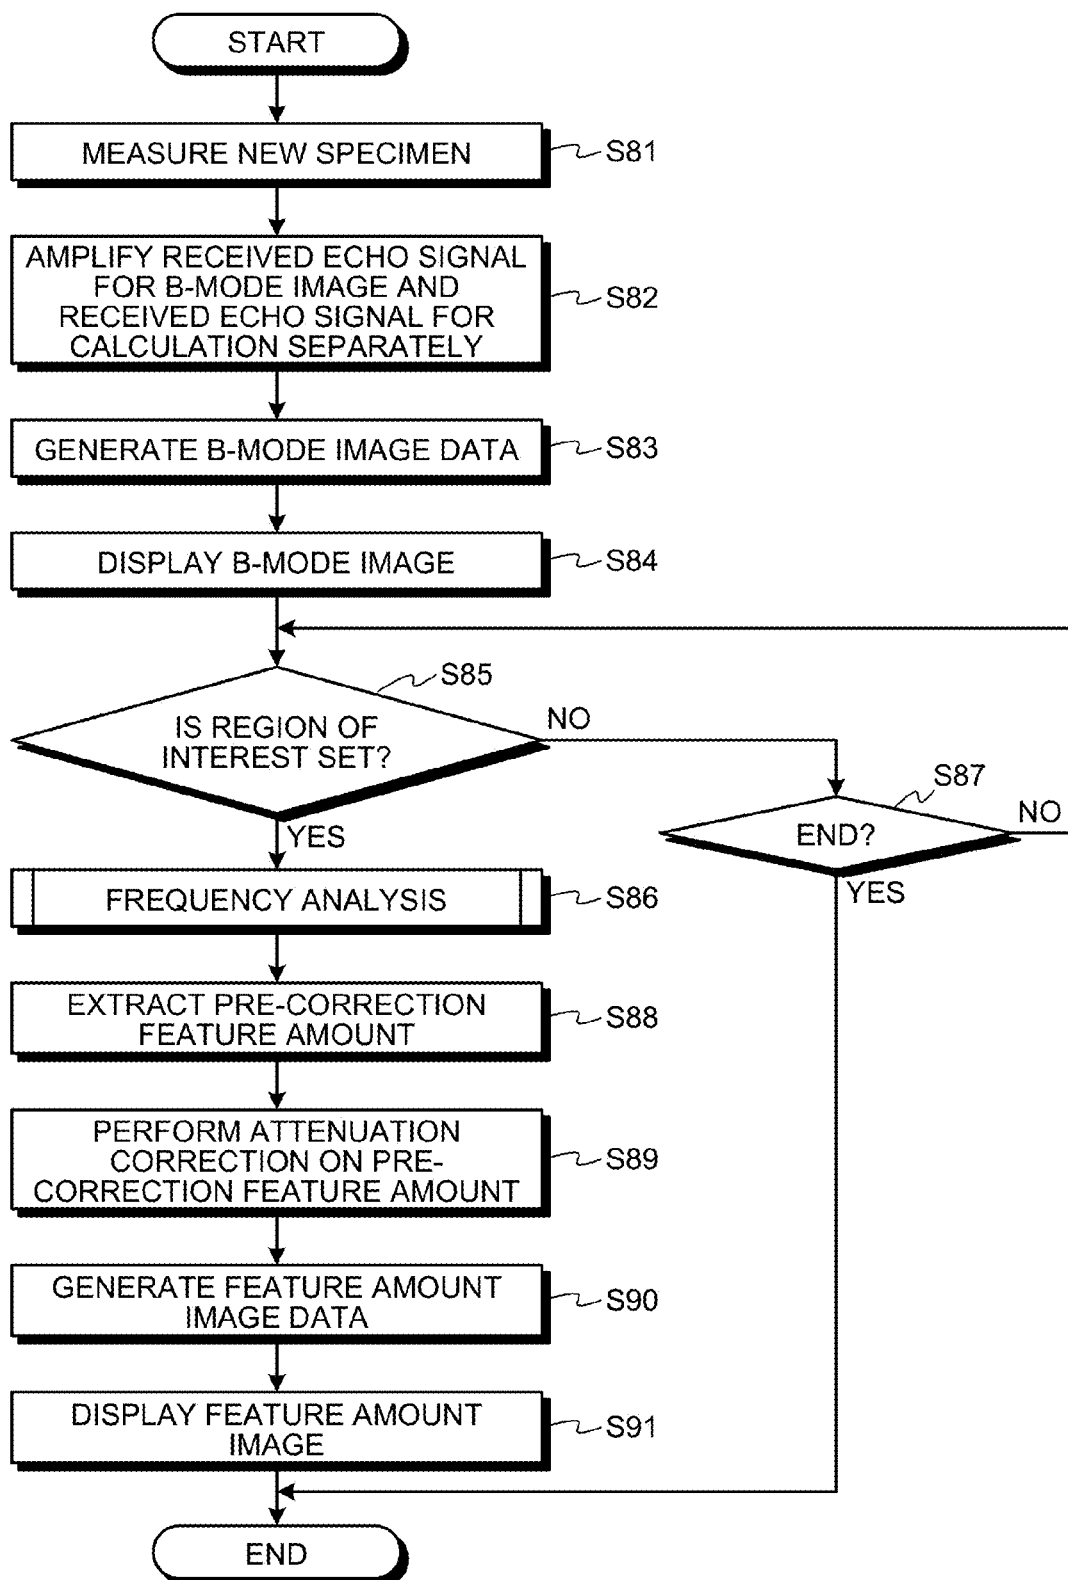 START
MEASURE NEW SPECIMEN
S81
AMPLIFY RECEIVED ECHO SIGNAL
FOR B-MODE IMAGE AND
RECEIVED ECHO SIGNAL FOR
CALCULATION SEPARATELY
S82
GENERATE B-MODE IMAGE DATA
S83
DISPLAY B-MODE IMAGE
S84
S85
IS REGION OF
INTEREST SET?
NO
YES
S87
END?
NO
YES
FREQUENCY ANALYSIS
S86
EXTRACT PRE-CORRECTION
FEATURE AMOUNT
S88
PERFORM ATTENUATION
CORRECTION ON PRE-
CORRECTION FEATURE AMOUNT
S89
GENERATE FEATURE AMOUNT
IMAGE DATA
S90
DISPLAY FEATURE AMOUNT
IMAGE
S91
END